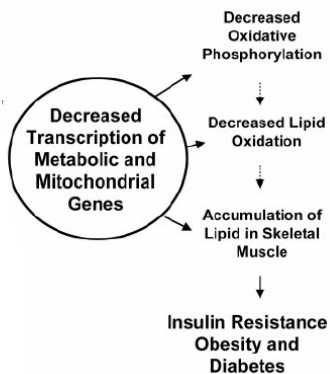 Decreased
Oxidative
Phosphorylation
Decreased
Transcription of
Metabolic and
Mitochondrial
Genes
Decreased Lipid
Oxidation
Accumulation of
Lipid in Skeletal
Muscle
Insulin Resistance
Obesity and
Diabetes